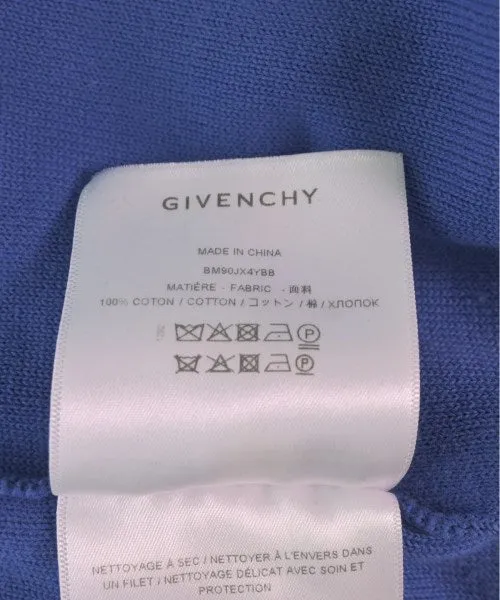 GIVENCHY
MADE IN CHINA
BM90JX4YBB
MATIÉRE - FABRIC - 面料
100% COTON / COTTON / コットン / 棉 / ХЛОПОК
P
P
NETTOYAGE À SEC / NETTOYER À L'ENVERS DANS
UN FILET / NETTOYAGE DÉLICAT AVEC SOIN ET
PROTECTION